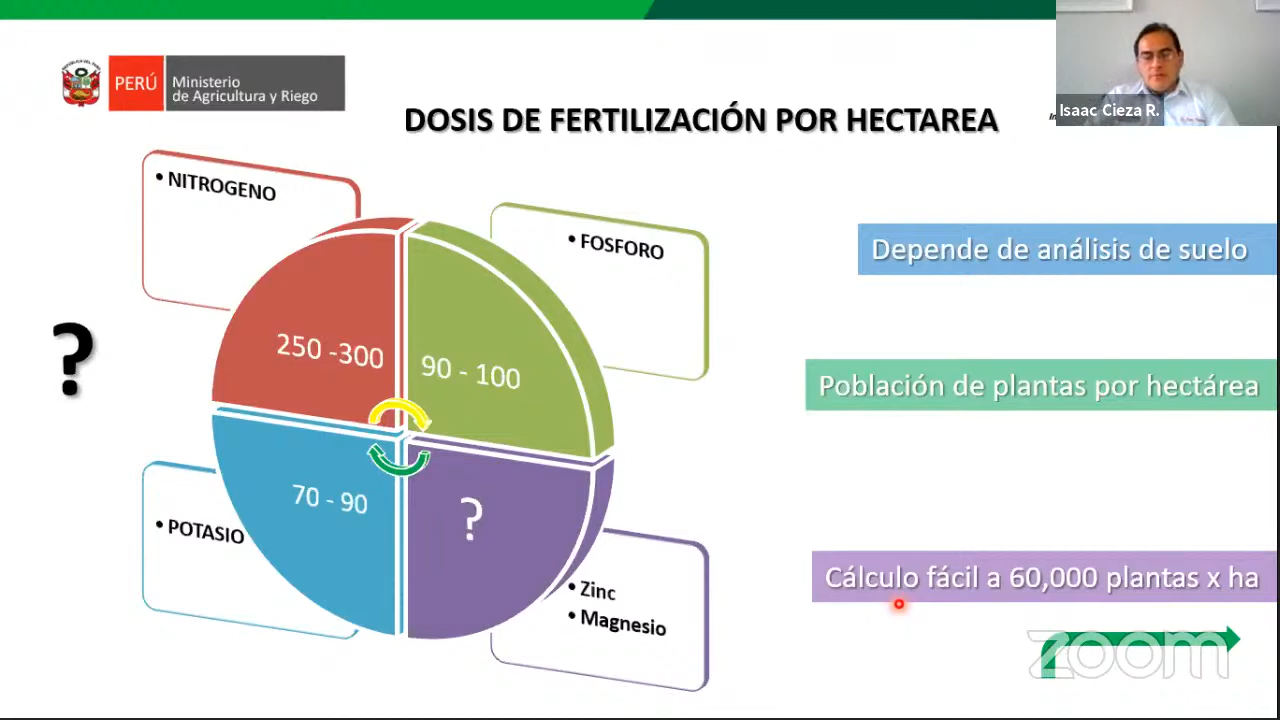 PERÚ
Ministerio
de Agricultura y Riego
Isaac Cieza R.
DOSIS DE FERTILIZACIÓN POR HECTAREA
• NITROGENO
• FOSFORO
Depende de análisis de suelo
250 -300
90 - 100
?
Población de plantas por hectárea
70 - 90
?
• POTASIO
Cálculo fácil a 60,000 plantas x ha
• Zinc
• Magnesio
zoom